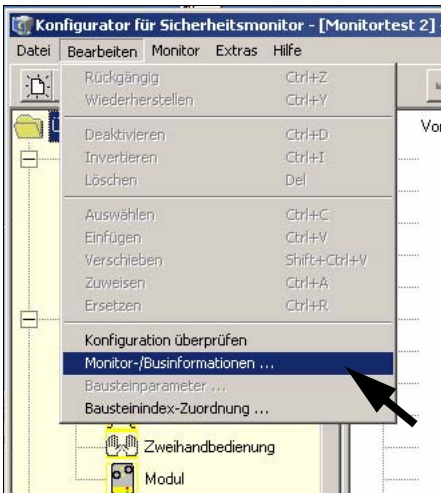 Konfigurator für Sicherheitsmonitor - [Monitortest 2]
Datei Bearbeiten Monitor Extras Hilfe
Rückgängig Ctrl+Z
Wiederherstellen Ctrl+Y
Deaktivieren Ctrl+D
Invertieren Ctrl+I
Löschen Del
Auswählen Ctrl+C
Einfügen Ctrl+V
Verschieben Shift+Ctrl+V
Zuweisen Ctrl+A
Ersetzen Ctrl+R
Konfiguration überprüfen
Monitor-/Businformationen ...
Bausteinparameter ...
Bausteinindex-Zuordnung ...
Zweihandbedienung
Modul